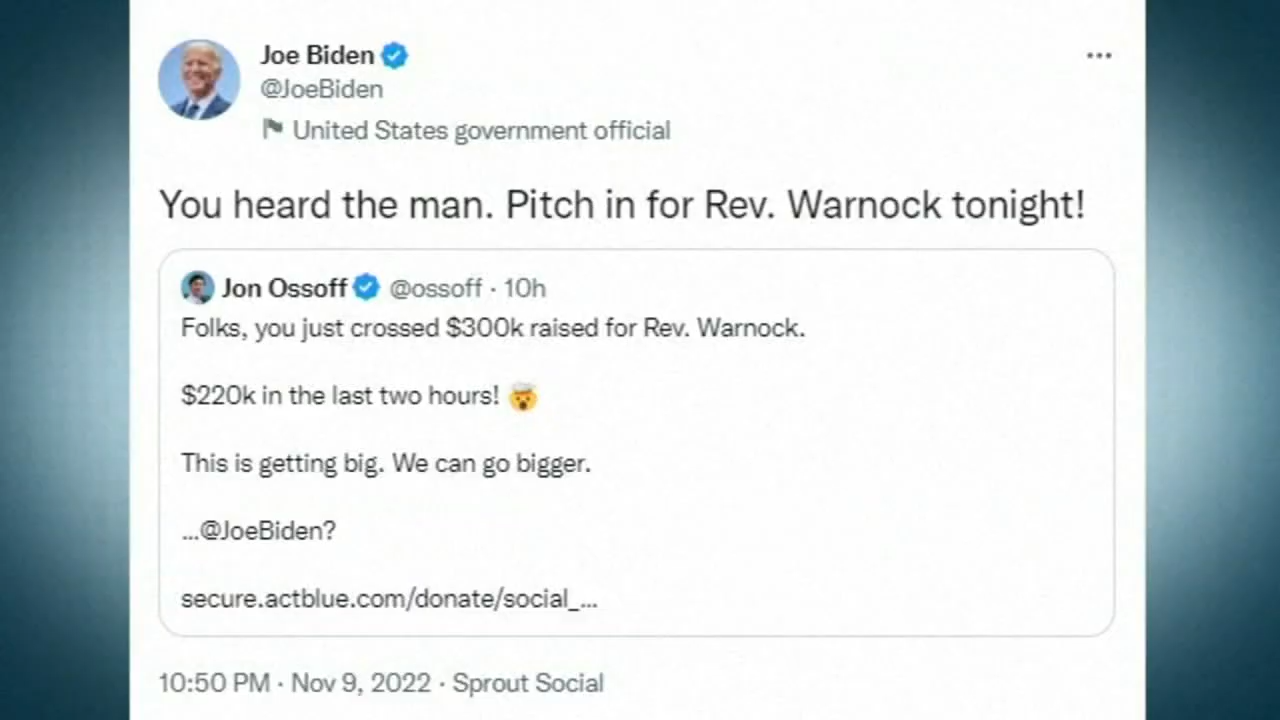 Joe Biden
@JoeBiden
United States government official
You heard the man. Pitch in for Rev. Warnock tonight!
Jon Ossoff @ossoff · 10h
Folks, you just crossed $300k raised for Rev. Warnock.
$220k in the last two hours! 🤯
This is getting big. We can go bigger.
...@JoeBiden?
secure.actblue.com/donate/social_...
10:50 PM · Nov 9, 2022 · Sprout Social